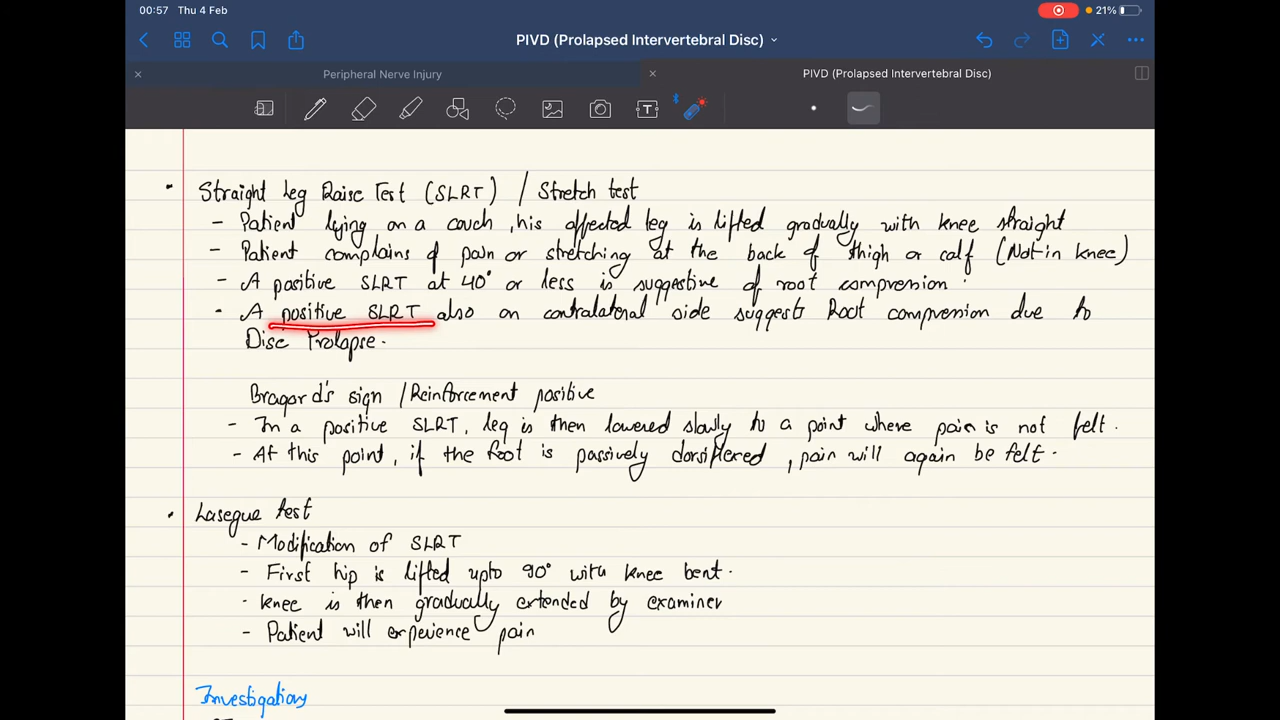 00:57 Thu 4 Feb
21%
PIVD (Prolapsed Intervertebral Disc)
Peripheral Nerve Injury
PIVD (Prolapsed Intervertebral Disc)
T
• Straight Leg Raise Test (SLRT) / Stretch test
- Patient lying on a couch, his affected leg is lifted gradually with knee straight
- Patient complains of pain or stretching at the back of thigh or calf (Not in knee)
- A positive SLRT at 40° or less is suggestive of root compression.
- A positive SLRT also on contralateral side suggests Root compression due to
Disc Prolapse.
Bragard's sign / Reinforcement positive
- In a positive SLRT, leg is then lowered slowly to a point where pain is not felt.
- At this point, if the foot is passively dorsiflexed, pain will again be felt.
• Lasegue test
- Modification of SLRT
- First hip is lifted upto 90° with knee bent.
- Knee is then gradually extended by examiner
- Patient will experience pain
Investigations